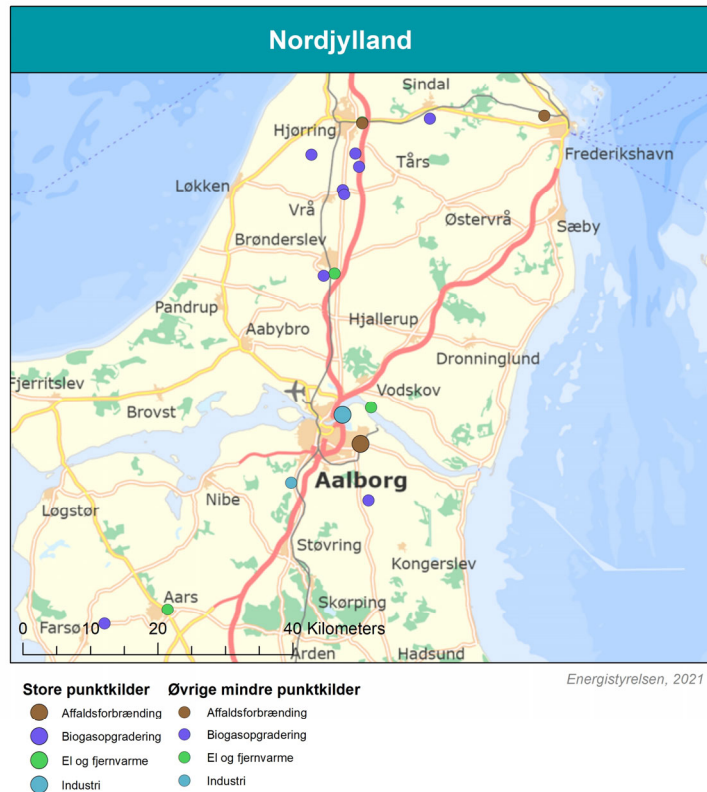 Nordjylland
Sindal
Hjørring
Frederikshavn
Tårs
Løkken
Vrå
Østervrå
Sæby
Brønderslev
Pandrup
Hjallerup
Aabybro
Dronninglund
Fjerritslev
Vodskov
Brovst
Aalborg
Nibe
Løgstør
Støvring
Kongerslev
Aars
Skørping
Farsø
0 10 20 40 Kilometers
Arden
Hadsund
Energistyrelsen, 2021
Store punktkilder Øvrige mindre punktkilder
Affaldsforbrænding Affaldsforbrænding
Biogasopgradering Biogasopgradering
El og fjernvarme El og fjernvarme
Industri Industri